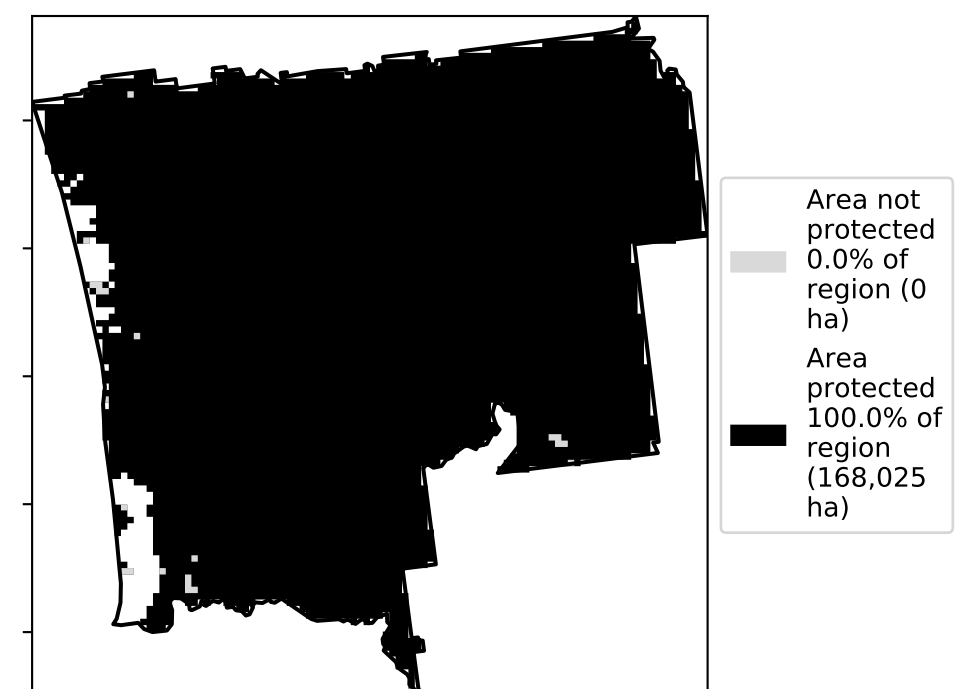 Area not
protected
0.0% of
region (0
ha)
Area
protected
100.0% of
region
(168,025
ha)